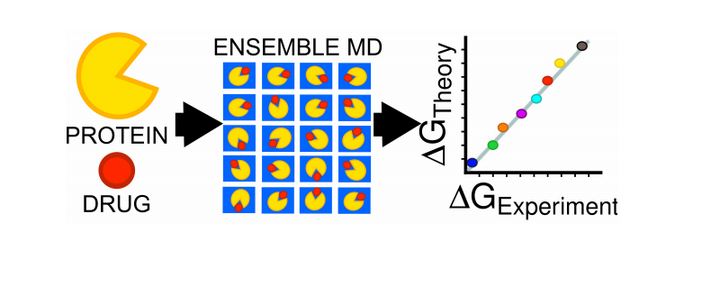 PROTEIN
DRUG
ENSEMBLE MD
ΔGTheory
ΔGExperiment